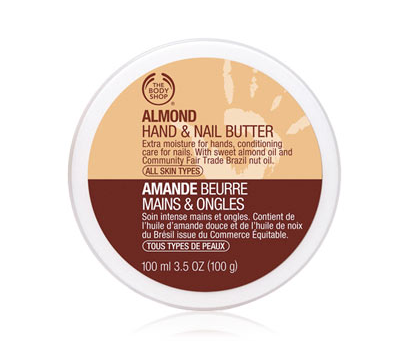 THE
BODY
SHOP
ALMOND
HAND & NAIL BUTTER
Extra moisture for hands, conditioning
care for nails. With sweet almond oil and
Community Fair Trade Brazil nut oil.
ALL SKIN TYPES
AMANDE BEURRE
MAINS & ONGLES
Soin intense mains et ongles. Contient de
l'huile d'amande douce et de l'huile de noix
du Brésil issue du Commerce Equitable.
TOUS TYPES DE PEAUX
100 ml 3.5 OZ (100 g)